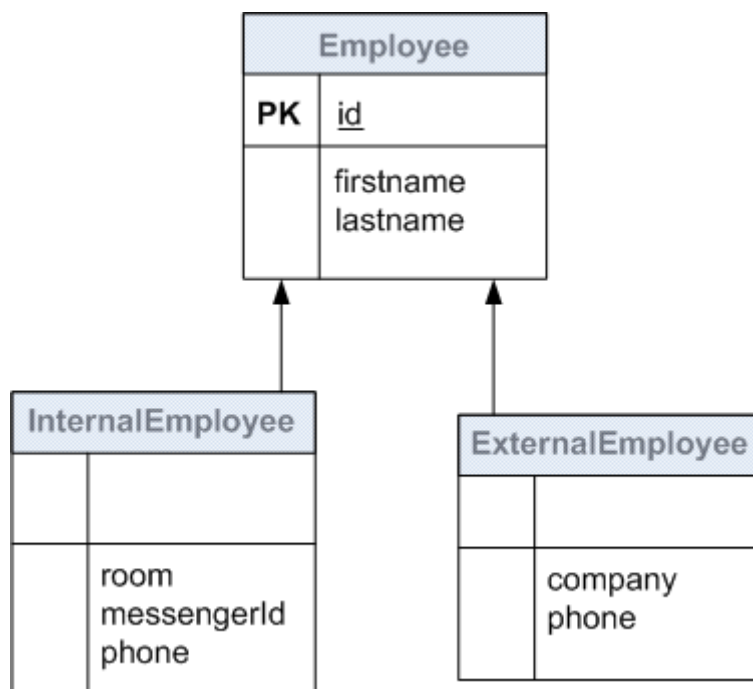 Employee
PK id
firstname
lastname
InternalEmployee
room
messengerId
phone
ExternalEmployee
company
phone